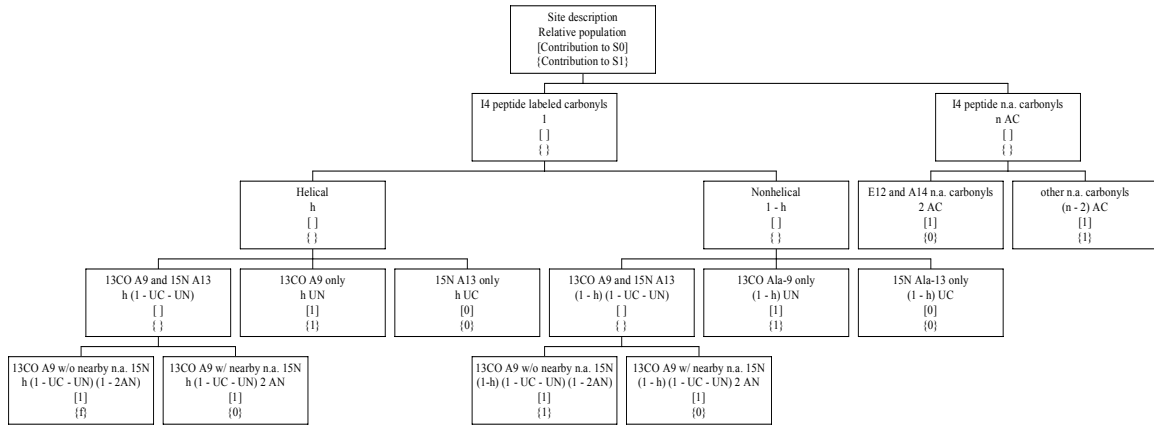 Site description
Relative population
[Contribution to S0]
{Contribution to S1}
I4 peptide labeled carbonyls
1
[ ]
{ }
I4 peptide n.a. carbonyls
n AC
[ ]
{ }
Helical
h
[ ]
{ }
Nonhelical
1 - h
[ ]
{ }
E12 and A14 n.a. carbonyls
2 AC
[1]
{0}
other n.a. carbonyls
(n - 2) AC
[1]
{1}
13CO A9 and 15N A13
h (1 - UC - UN)
[ ]
{ }
13CO A9 only
h UN
[1]
{1}
15N A13 only
h UC
[0]
{0}
13CO A9 and 15N A13
(1 - h) (1 - UC - UN)
[ ]
{ }
13CO Ala-9 only
(1 - h) UN
[1]
{1}
15N Ala-13 only
(1 - h) UC
[0]
{0}
13CO A9 w/o nearby n.a. 15N
h (1 - UC - UN) (1 - 2AN)
[1]
{f}
13CO A9 w/ nearby n.a. 15N
h (1 - UC - UN) 2 AN
[1]
{0}
13CO A9 w/o nearby n.a. 15N
(1-h) (1 - UC - UN) (1 - 2AN)
[1]
{1}
13CO A9 w/ nearby n.a. 15N
(1 - h) (1 - UC - UN) 2 AN
[1]
{0}